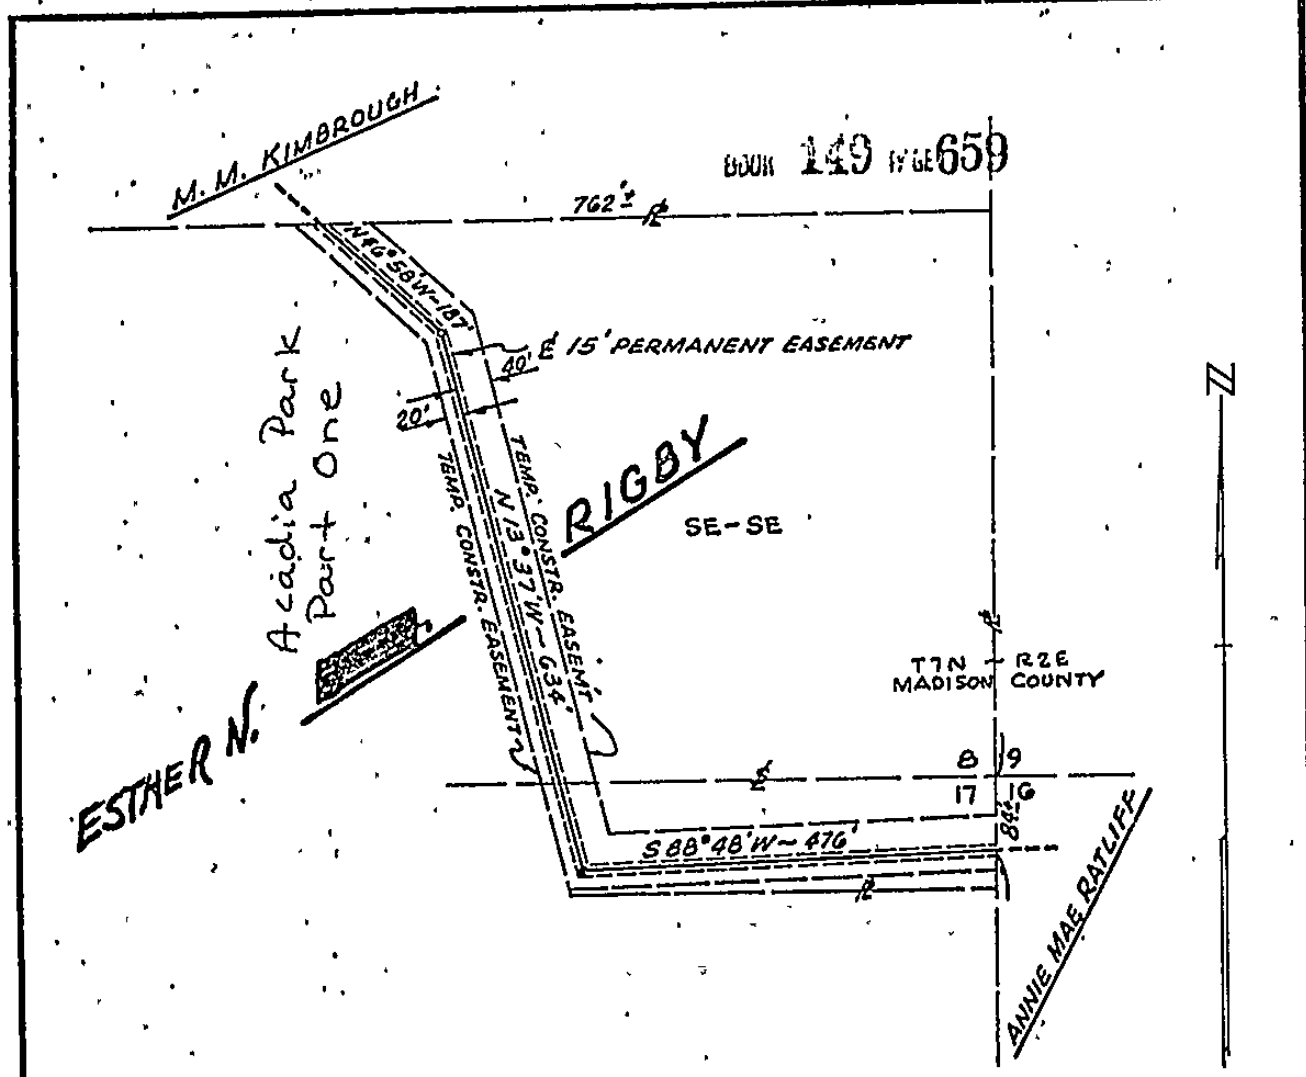 M. M. KIMBROUGH
BOOK 149 PAGE 659
762'±
N46°58'W~187'
15' PERMANENT EASEMENT
40'
20'
Acadia Park
Part One
TEMP. CONSTR. EASEMENT
N 13°37'W~634'
TEMP. CONSTR. EASEMT
RIGBY
SE-SE
ESTHER N.
T7N R2E
MADISON COUNTY
8 9
17 16
84'±
S88°48'W~476'
ANNIE MAE RATLIFF
N